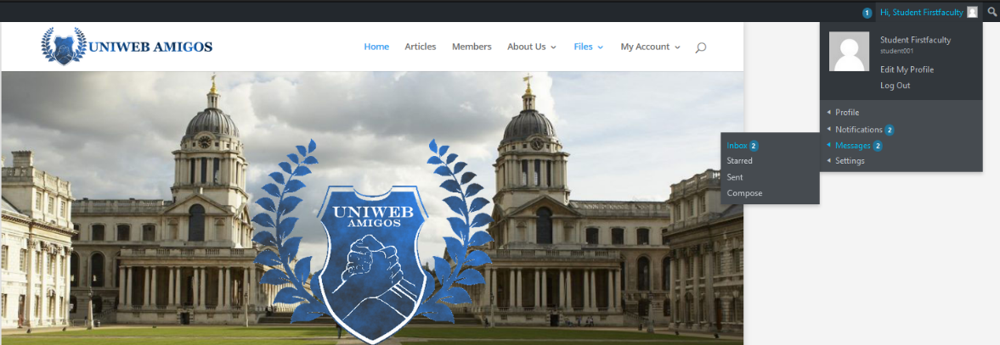 1 Hi, Student Firstfaculty
UNIWEB AMIGOS
Home Articles Members About Us Files My Account
Student Firstfaculty
student001
Edit My Profile
Log Out
Profile
Notifications 2
Messages 2
Settings
Inbox 2
Starred
Sent
Compose
UNIWEB
AMIGOS